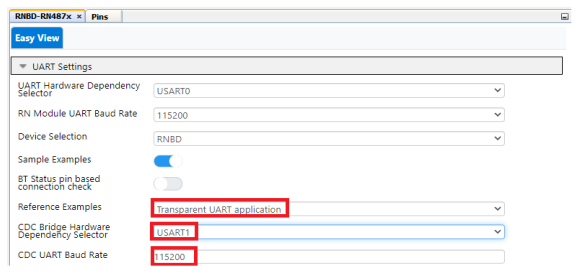 RNBD-RN487x × Pins
Easy View
UART Settings
UART Hardware Dependency
Selector
USART0
RN Module UART Baud Rate
115200
Device Selection
RNBD
Sample Examples
BT Status pin based
connection check
Reference Examples
Transparent UART application
CDC Bridge Hardware
Dependency Selector
USART1
CDC UART Baud Rate
115200